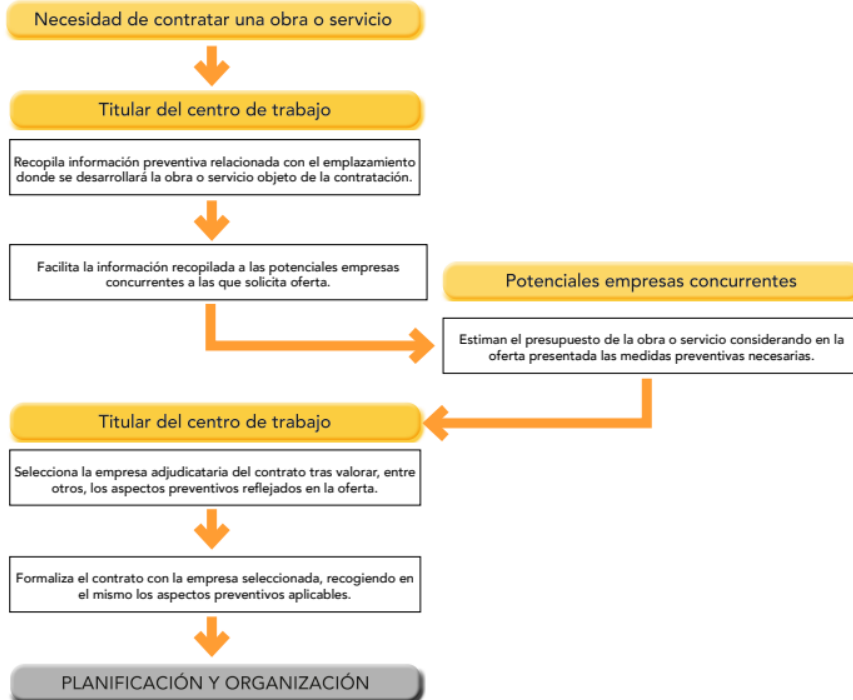 Necesidad de contratar una obra o servicio
Titular del centro de trabajo
Recopila información preventiva relacionada con el emplazamiento
donde se desarrollará la obra o servicio objeto de la contratación.
Facilita la información recopilada a las potenciales empresas
concurrentes a las que solicita oferta.
Potenciales empresas concurrentes
Estiman el presupuesto de la obra o servicio considerando en la
oferta presentada las medidas preventivas necesarias.
Titular del centro de trabajo
Selecciona la empresa adjudicataria del contrato tras valorar, entre
otros, los aspectos preventivos reflejados en la oferta.
Formaliza el contrato con la empresa seleccionada, recogiendo en
el mismo los aspectos preventivos aplicables.
PLANIFICACIÓN Y ORGANIZACIÓN